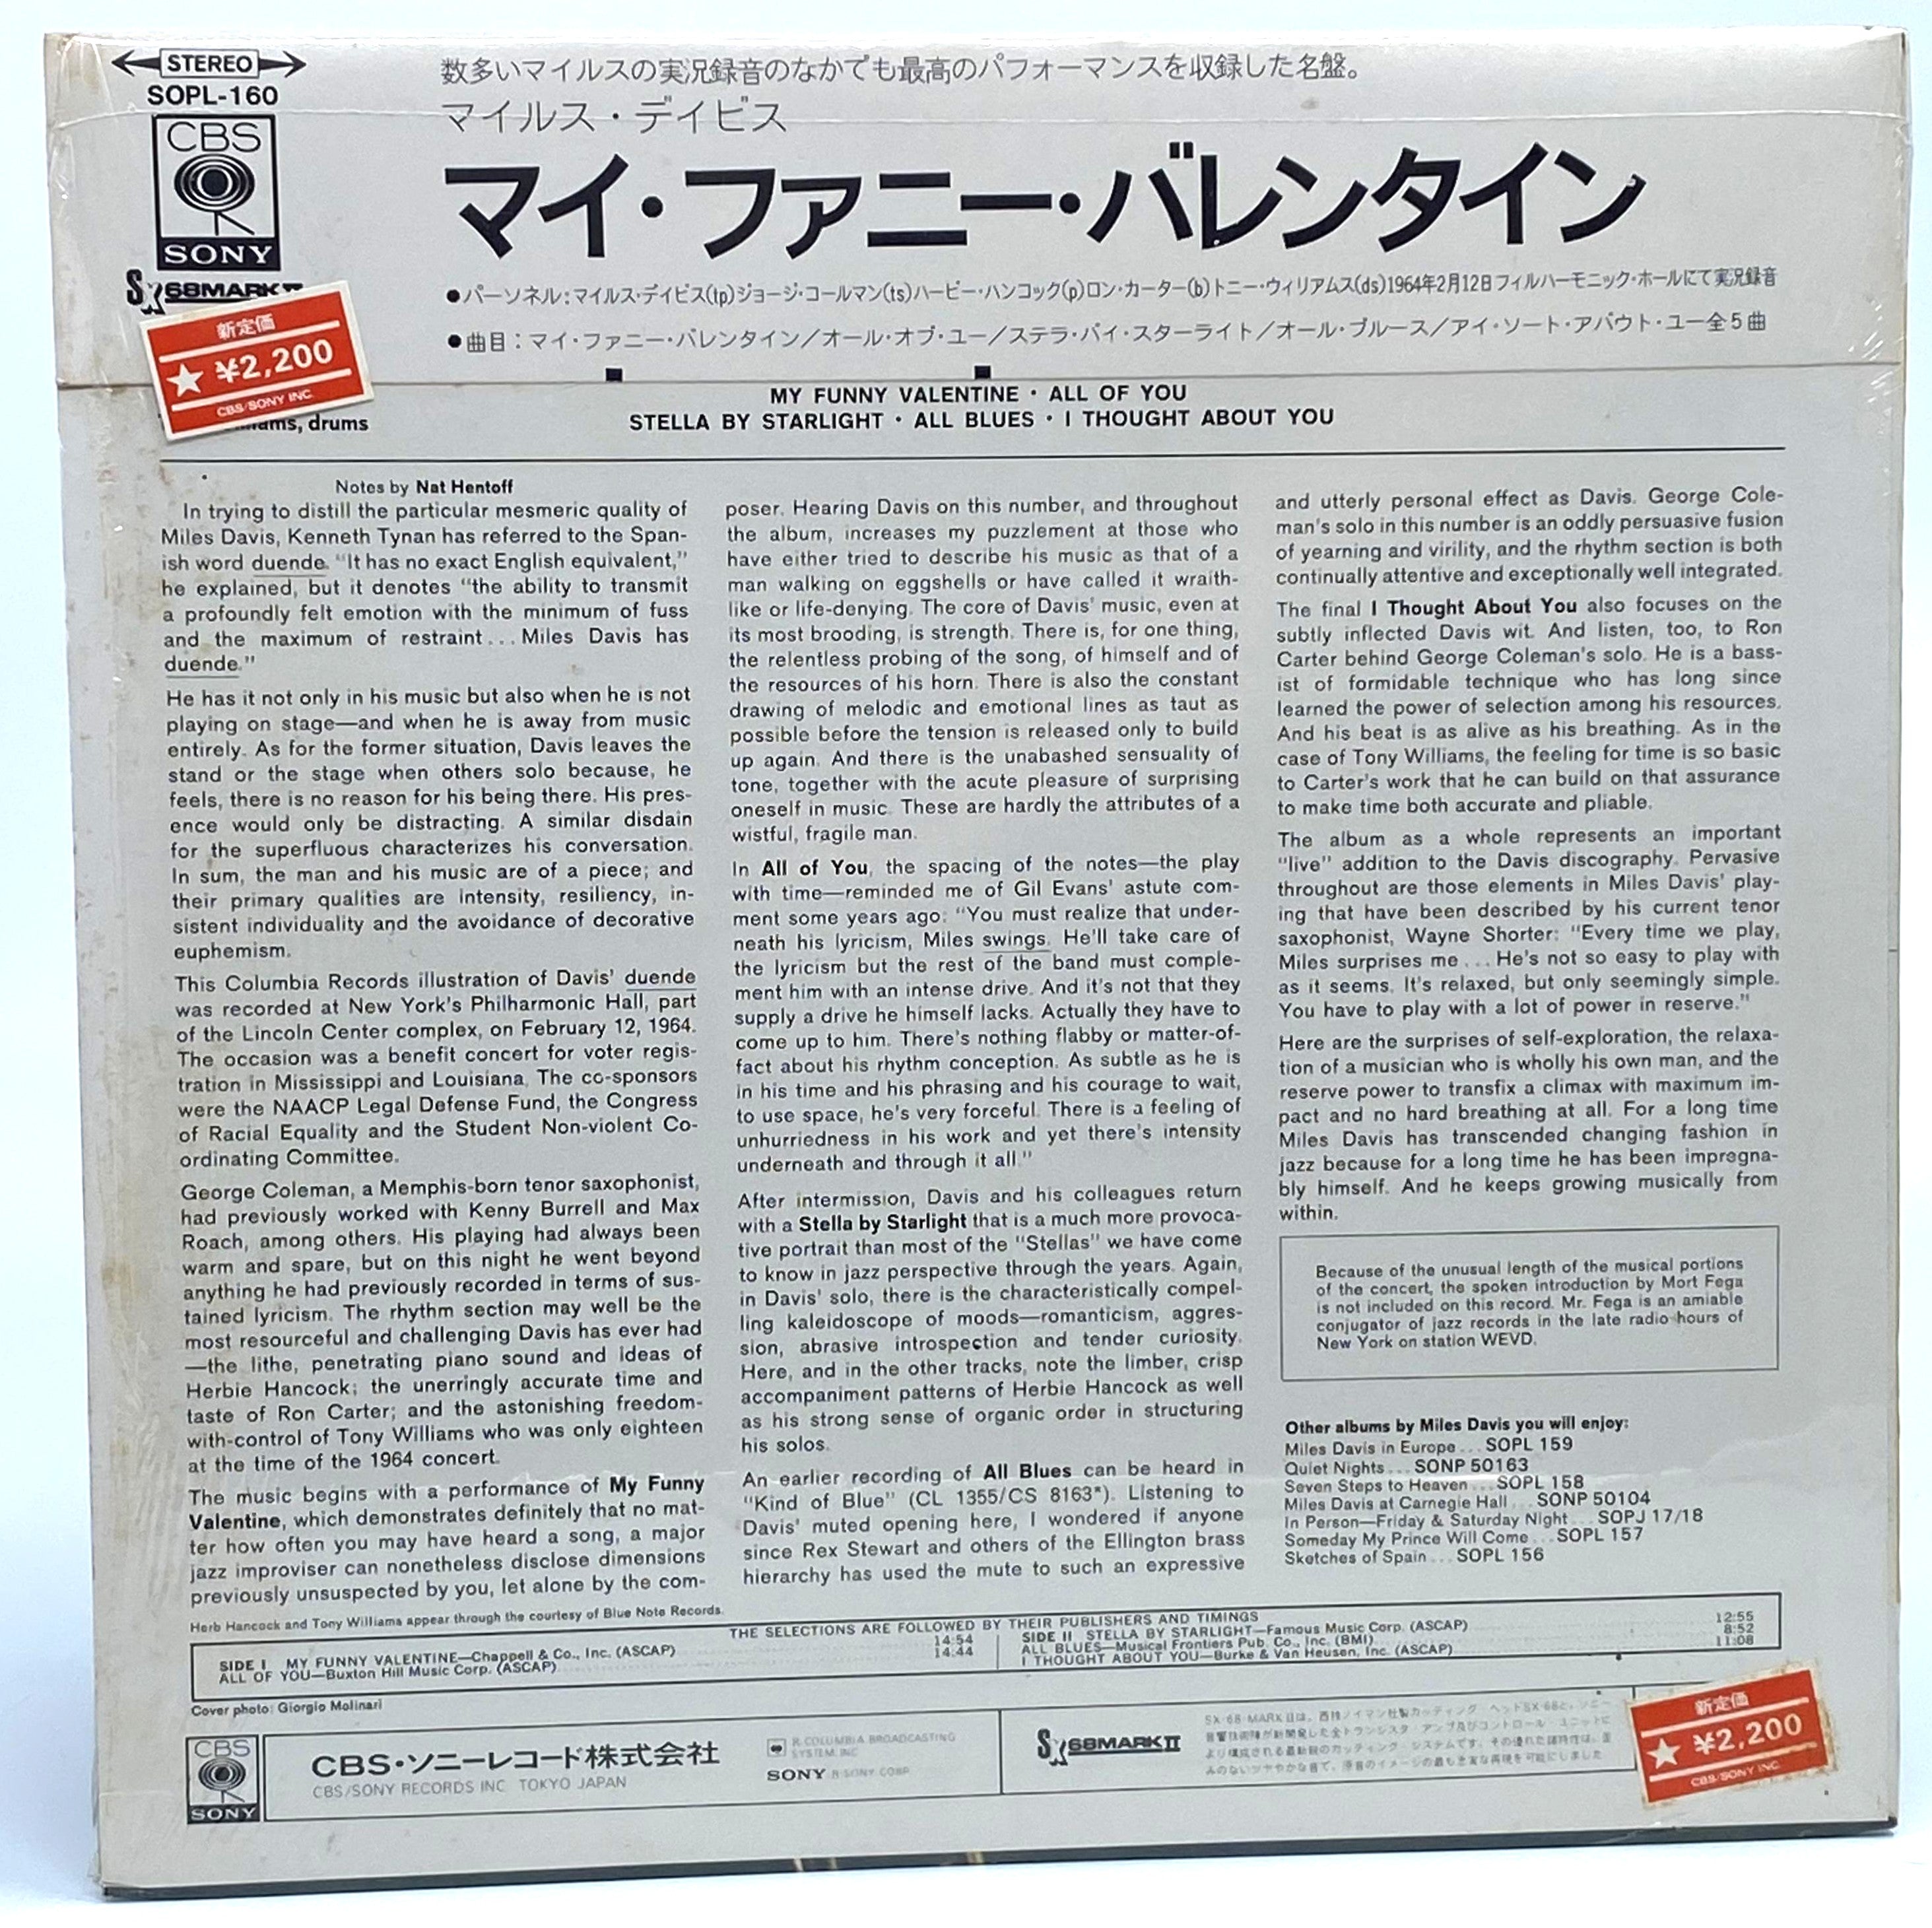 STEREO
SOPL-160
CBS
SONY
SX 68MARK II
新定価
★ ¥2,200
CBS/SONY INC.
数多いマイルスの実況録音のなかでも最高のパフォーマンスを収録した名盤。
マイルス・デイビス
マイ・ファニー・バレンタイン
●パーソネル:マイルス・デイビス(tp)ジョージ・コールマン(ts)ハービー・ハンコック(p)ロン・カーター(b)トニー・ウィリアムス(ds)1964年2月12日フィルハーモニック・ホールにて実況録音
●曲目:マイ・ファニー・バレンタイン/オール・オブ・ユー/ステラ・バイ・スターライト/オール・ブルース/アイ・ソート・アバウト・ユー全5曲
drums
MY FUNNY VALENTINE · ALL OF YOU
STELLA BY STARLIGHT · ALL BLUES · I THOUGHT ABOUT YOU
Notes by Nat Hentoff
In trying to distill the particular mesmeric quality of
Miles Davis, Kenneth Tynan has referred to the Span-
ish word duende. "It has no exact English equivalent,"
he explained, but it denotes "the ability to transmit
a profoundly felt emotion with the minimum of fuss
and the maximum of restraint...Miles Davis has
duende."
He has it not only in his music but also when he is not
playing on stage—and when he is away from music
entirely. As for the former situation, Davis leaves the
stand or the stage when others solo because, he
feels, there is no reason for his being there. His pres-
ence would only be distracting. A similar disdain
for the superfluous characterizes his conversation.
In sum, the man and his music are of a piece; and
their primary qualities are intensity, resiliency, in-
sistent individuality and the avoidance of decorative
euphemism.
This Columbia Records illustration of Davis' duende
was recorded at New York's Philharmonic Hall, part
of the Lincoln Center complex, on February 12, 1964.
The occasion was a benefit concert for voter regis-
tration in Mississippi and Louisiana. The co-sponsors
were the NAACP Legal Defense Fund, the Congress
of Racial Equality and the Student Non-violent Co-
ordinating Committee.
George Coleman, a Memphis-born tenor saxophonist,
had previously worked with Kenny Burrell and Max
Roach, among others. His playing had always been
warm and spare, but on this night he went beyond
anything he had previously recorded in terms of sus-
tained lyricism. The rhythm section may well be the
most resourceful and challenging Davis has ever had
—the lithe, penetrating piano sound and ideas of
Herbie Hancock; the unerringly accurate time and
taste of Ron Carter; and the astonishing freedom-
with-control of Tony Williams who was only eighteen
at the time of the 1964 concert.
The music begins with a performance of My Funny
Valentine, which demonstrates definitely that no mat-
ter how often you may have heard a song, a major
jazz improviser can nonetheless disclose dimensions
previously unsuspected by you, let alone by the com-
poser. Hearing Davis on this number, and throughout
the album, increases my puzzlement at those who
have either tried to describe his music as that of a
man walking on eggshells or have called it wraith-
like or life-denying. The core of Davis' music, even at
its most brooding, is strength. There is, for one thing,
the relentless probing of the song, of himself and of
the resources of his horn. There is also the constant
drawing of melodic and emotional lines as taut as
possible before the tension is released only to build
up again. And there is the unabashed sensuality of
tone, together with the acute pleasure of surprising
oneself in music. These are hardly the attributes of a
wistful, fragile man.
In All of You, the spacing of the notes—the play
with time—reminded me of Gil Evans' astute com-
ment some years ago: "You must realize that under-
neath his lyricism, Miles swings. He'll take care of
the lyricism but the rest of the band must comple-
ment him with an intense drive. And it's not that they
supply a drive he himself lacks. Actually they have to
come up to him. There's nothing flabby or matter-of-
fact about his rhythm conception. As subtle as he is
in his time and his phrasing and his courage to wait,
to use space, he's very forceful. There is a feeling of
unhurriedness in his work and yet there's intensity
underneath and through it all."
After intermission, Davis and his colleagues return
with a Stella by Starlight that is a much more provoca-
tive portrait than most of the "Stellas" we have come
to know in jazz perspective through the years. Again,
in Davis' solo, there is the characteristically compel-
ling kaleidoscope of moods—romanticism, aggres-
sion, abrasive introspection and tender curiosity.
Here, and in the other tracks, note the limber, crisp
accompaniment patterns of Herbie Hancock as well
as his strong sense of organic order in structuring
his solos.
An earlier recording of All Blues can be heard in
"Kind of Blue" (CL 1355/CS 8163*). Listening to
Davis' muted opening here, I wondered if anyone
since Rex Stewart and others of the Ellington brass
hierarchy has used the mute to such an expressive
and utterly personal effect as Davis. George Cole-
man's solo in this number is an oddly persuasive fusion
of yearning and virility, and the rhythm section is both
continually attentive and exceptionally well integrated.
The final I Thought About You also focuses on the
subtly inflected Davis wit. And listen, too, to Ron
Carter behind George Coleman's solo. He is a bass-
ist of formidable technique who has long since
learned the power of selection among his resources.
And his beat is as alive as his breathing. As in the
case of Tony Williams, the feeling for time is so basic
to Carter's work that he can build on that assurance
to make time both accurate and pliable.
The album as a whole represents an important
"live" addition to the Davis discography. Pervasive
throughout are those elements in Miles Davis' play-
ing that have been described by his current tenor
saxophonist, Wayne Shorter: "Every time we play,
Miles surprises me...He's not so easy to play with
as it seems. It's relaxed, but only seemingly simple.
You have to play with a lot of power in reserve."
Here are the surprises of self-exploration, the relaxa-
tion of a musician who is wholly his own man, and the
reserve power to transfix a climax with maximum im-
pact and no hard breathing at all. For a long time
Miles Davis has transcended changing fashion in
jazz because for a long time he has been impregna-
bly himself. And he keeps growing musically from
within.
Because of the unusual length of the musical portions
of the concert, the spoken introduction by Mort Fega
is not included on this record. Mr. Fega is an amiable
conjugator of jazz records in the late radio hours of
New York on station WEVD.
Other albums by Miles Davis you will enjoy:
Miles Davis in Europe...SOPL 159
Quiet Nights...SONP 50163
Seven Steps to Heaven...SOPL 158
Miles Davis at Carnegie Hall...SONP 50104
In Person—Friday & Saturday Night...SOPJ 17/18
Someday My Prince Will Come...SOPL 157
Sketches of Spain...SOPL 156
Herb Hancock and Tony Williams appear through the courtesy of Blue Note Records.
THE SELECTIONS ARE FOLLOWED BY THEIR PUBLISHERS AND TIMINGS
SIDE I MY FUNNY VALENTINE—Chappell & Co., Inc. (ASCAP) 14:54
ALL OF YOU—Buxton Hill Music Corp. (ASCAP) 14:44
SIDE II STELLA BY STARLIGHT—Famous Music Corp. (ASCAP) 12:55
ALL BLUES—Musical Frontiers Pub. Co., Inc. (BMI) 8:52
I THOUGHT ABOUT YOU—Burke & Van Heusen, Inc. (ASCAP) 11:08
Cover photo: Giorgio Molinari
CBS
SONY
CBS・ソニーレコード株式会社
CBS/SONY RECORDS INC TOKYO JAPAN
COLUMBIA BROADCASTING
SYSTEM, INC
SONY R-SONY CORP
SX 68MARK II
新定価
★ ¥2,200
CBS/SONY INC.